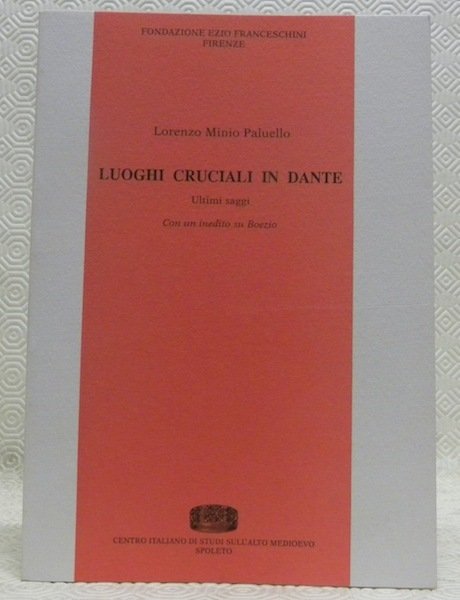 FONDAZIONE EZIO FRANCESCHINI
FIRENZE
Lorenzo Minio Paluello
LUOGHI CRUCIALI IN DANTE
Ultimi saggi
Con un inedito su Boezio
CENTRO ITALIANO DI STUDI SULL'ALTO MEDIOEVO
SPOLETO